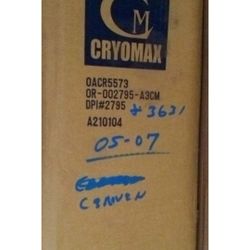 CM
CRYOMAX
OACR5573
OR-002795-A3CM
DPI#2795 & 3631
A210104
05-07